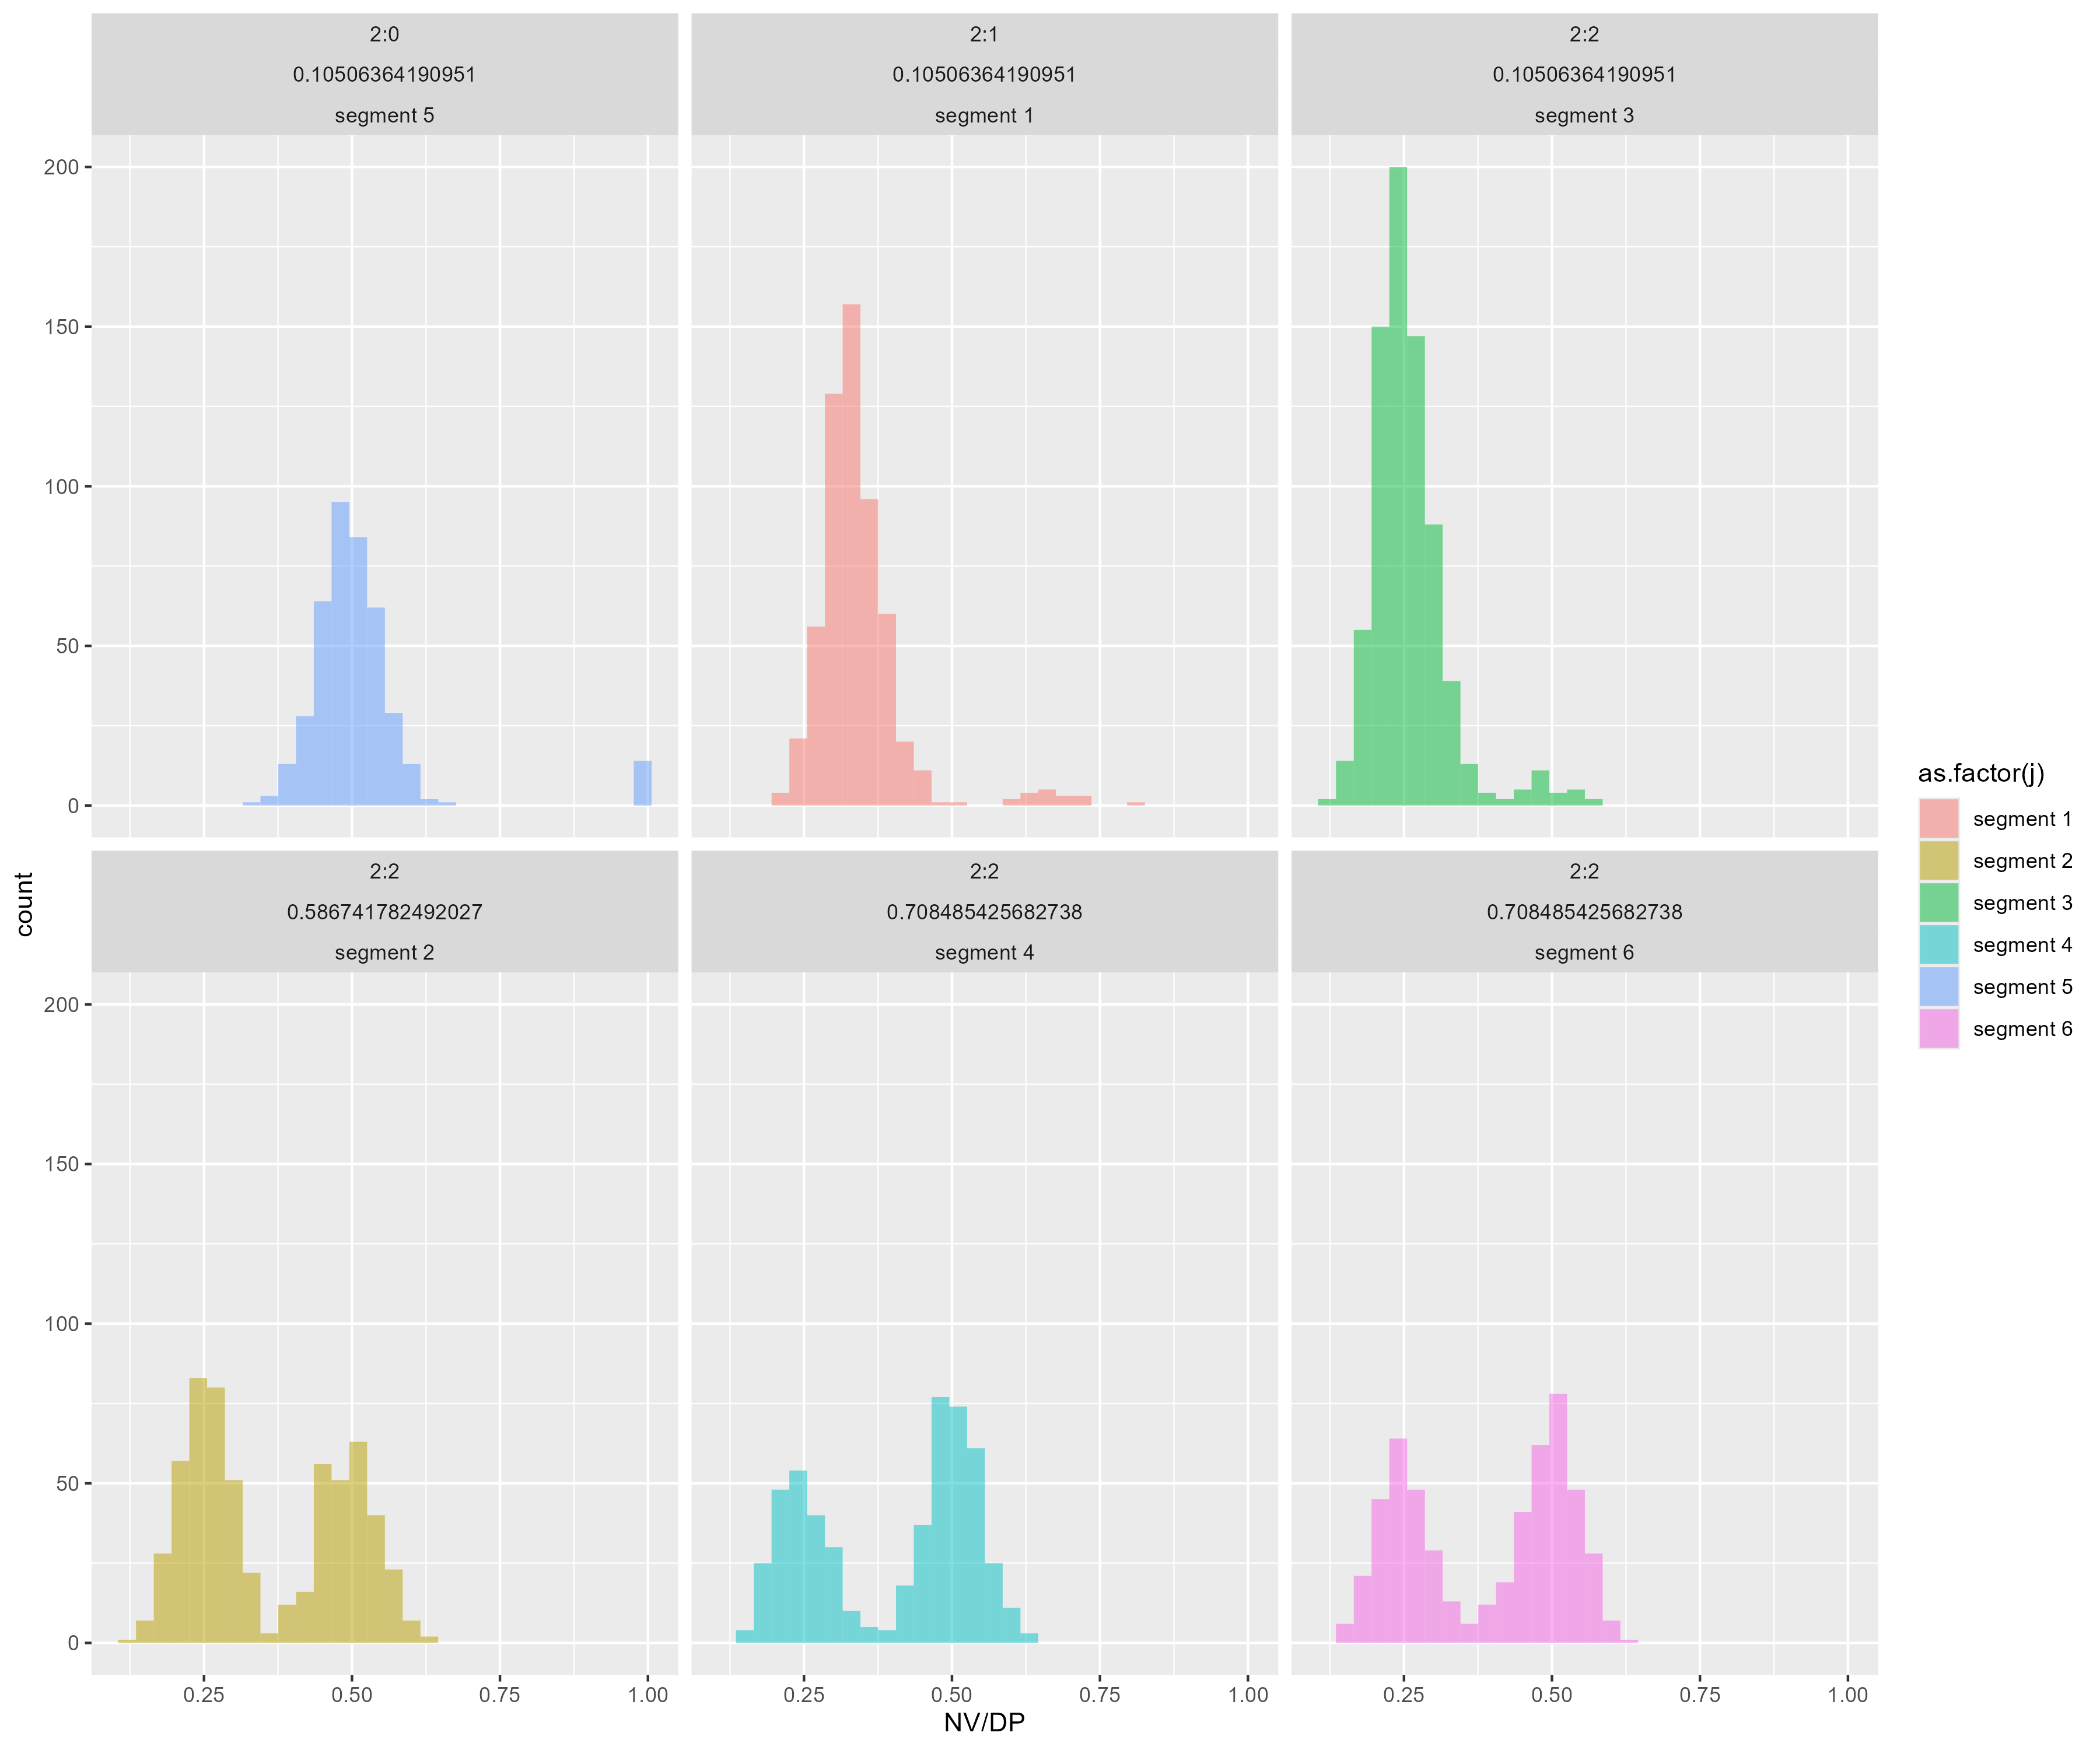 2:0
0.10506364190951
segment 5
2:1
0.10506364190951
segment 1
2:2
0.10506364190951
segment 3
200
150
100
50
0
2:2
0.586741782492027
segment 2
2:2
0.708485425682738
segment 4
2:2
0.708485425682738
segment 6
200
150
100
50
0
0.25 0.50 0.75 1.00
0.25 0.50 0.75 1.00
0.25 0.50 0.75 1.00
NV/DP
count
as.factor(j)
segment 1
segment 2
segment 3
segment 4
segment 5
segment 6